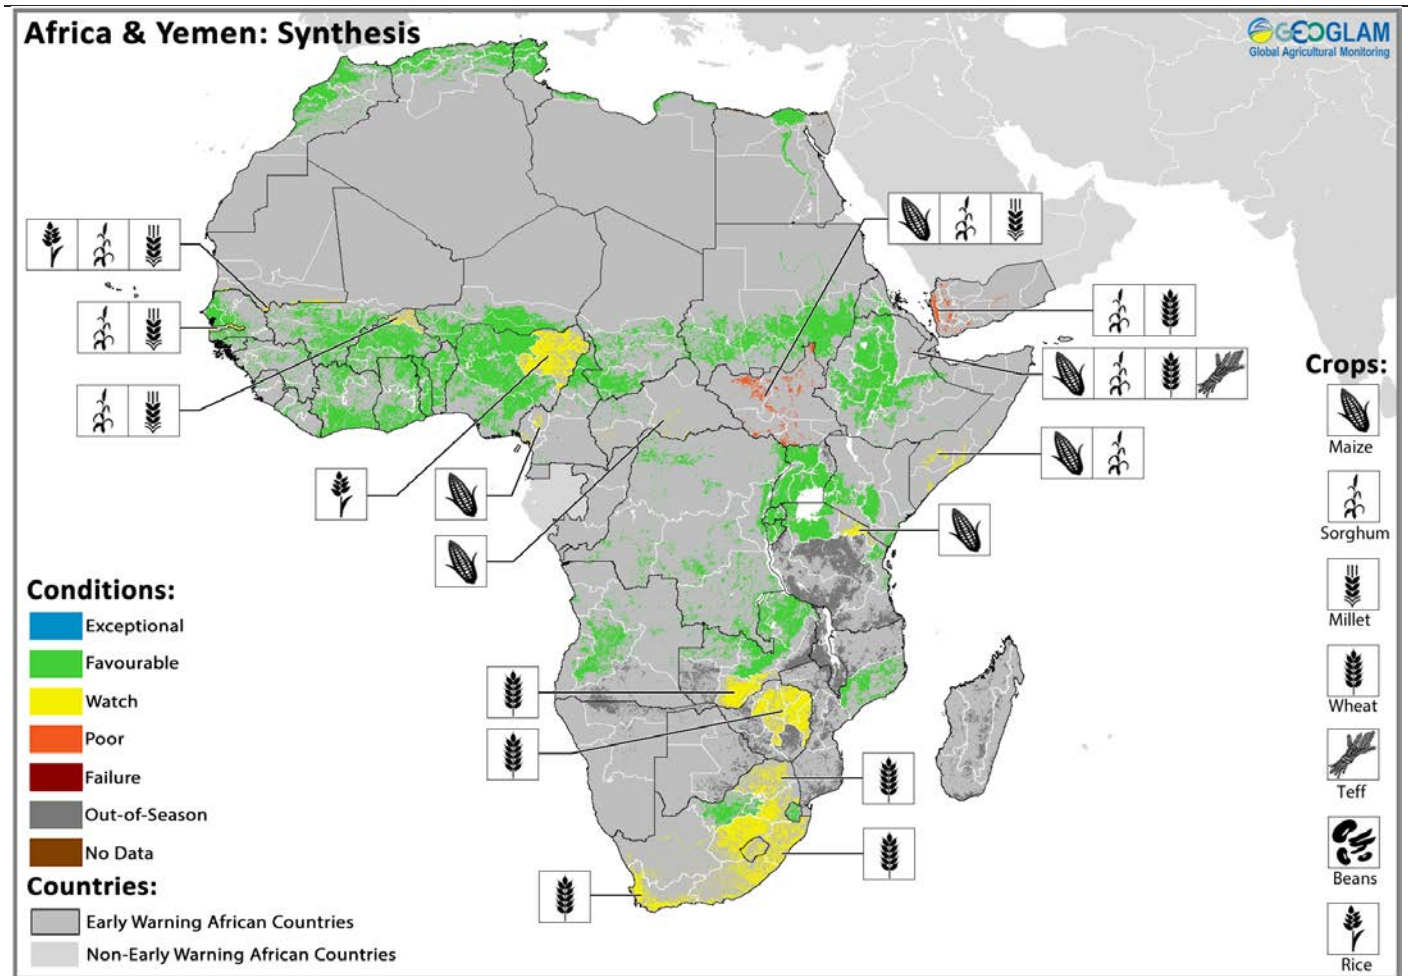 Africa & Yemen: Synthesis
GEOGLAM
Global Agricultural Monitoring
Crops:
Maize
Sorghum
Millet
Wheat
Teff
Beans
Rice
Conditions:
Exceptional
Favourable
Watch
Poor
Failure
Out-of-Season
No Data
Countries:
Early Warning African Countries
Non-Early Warning African Countries